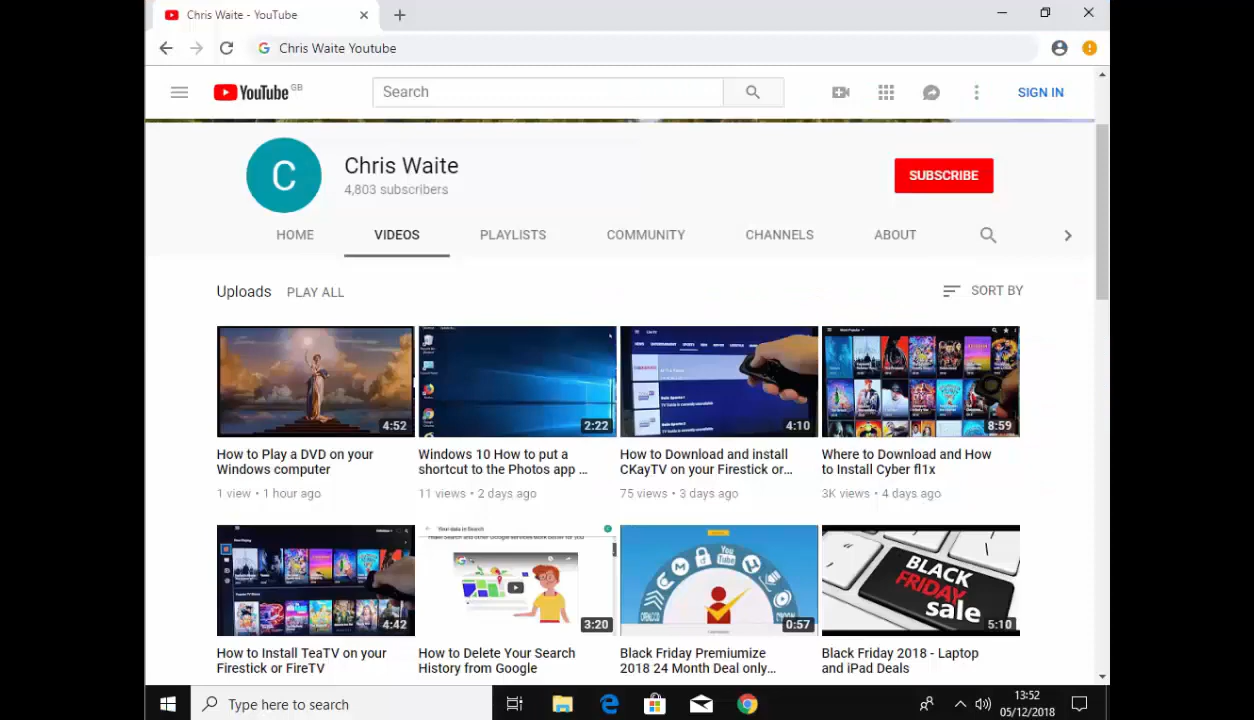 Chris Waite - YouTube
Chris Waite Youtube
YouTube GB
Search
SIGN IN
Chris Waite
4,803 subscribers
SUBSCRIBE
HOME
VIDEOS
PLAYLISTS
COMMUNITY
CHANNELS
ABOUT
Uploads
PLAY ALL
SORT BY
4:52
2:22
4:10
8:59
How to Play a DVD on your
Windows computer
1 view • 1 hour ago
Windows 10 How to put a
shortcut to the Photos app ...
11 views • 2 days ago
How to Download and install
CKayTV on your Firestick or...
75 views • 3 days ago
Where to Download and How
to Install Cyber fl1x
3K views • 4 days ago
4:42
Your data in Search
3:20
You
Tube
0:57
BLACK
FRIDAY
sale
5:10
How to Install TeaTV on your
Firestick or FireTV
How to Delete Your Search
History from Google
Black Friday Premiumize
2018 24 Month Deal only...
Black Friday 2018 - Laptop
and iPad Deals
Type here to search
13:52
05/12/2018